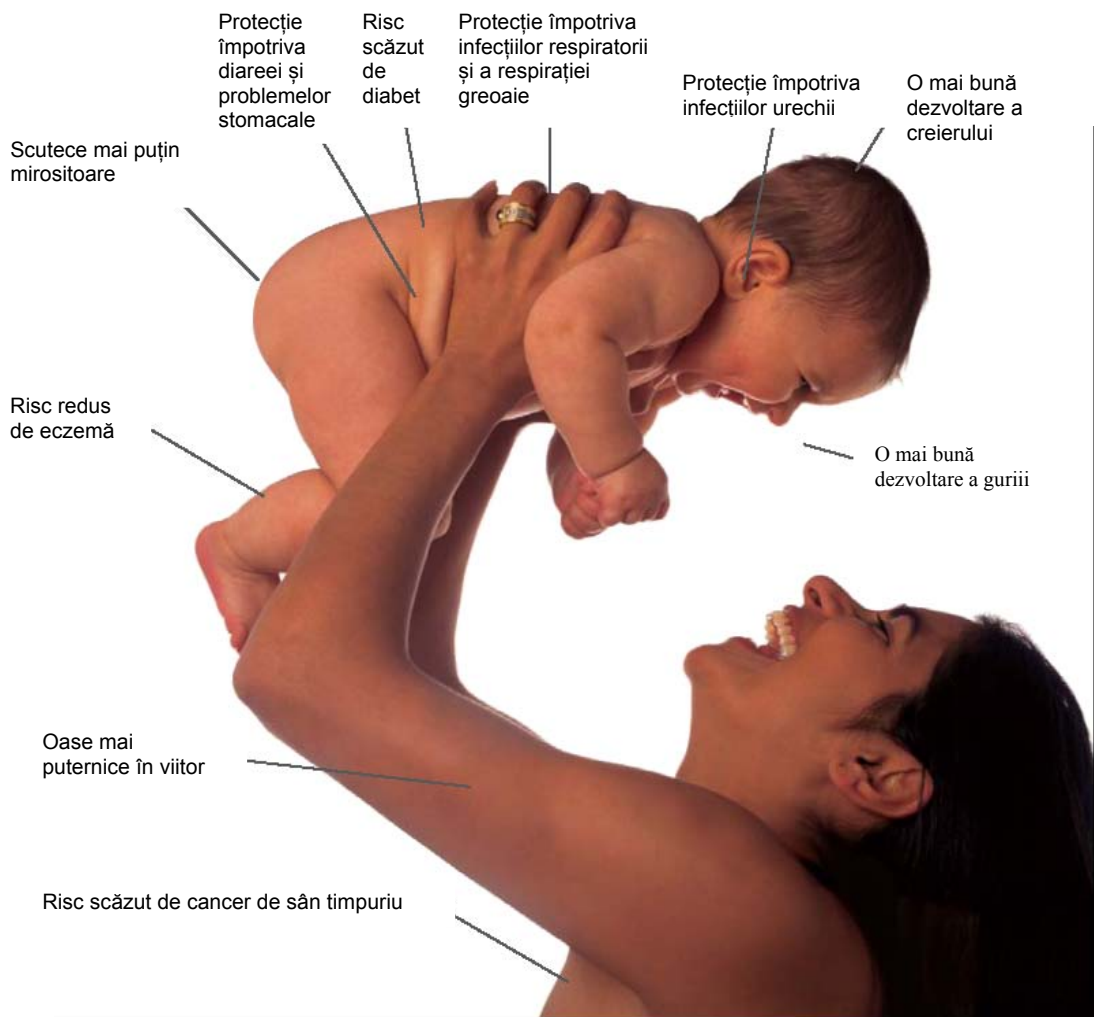 Protecție
împotriva
diareei și
problemelor
stomacale
Risc
scăzut
de
diabet
Protecție împotriva
infecțiilor respiratorii
și a respirației
greoaie
Protecție împotriva
infecțiilor urechii
O mai bună
dezvoltare a
creierului
Scutece mai puțin
mirositoare
Risc redus
de eczemă
O mai bună
dezvoltare a guriii
Oase mai
puternice în viitor
Risc scăzut de cancer de sân timpuriu